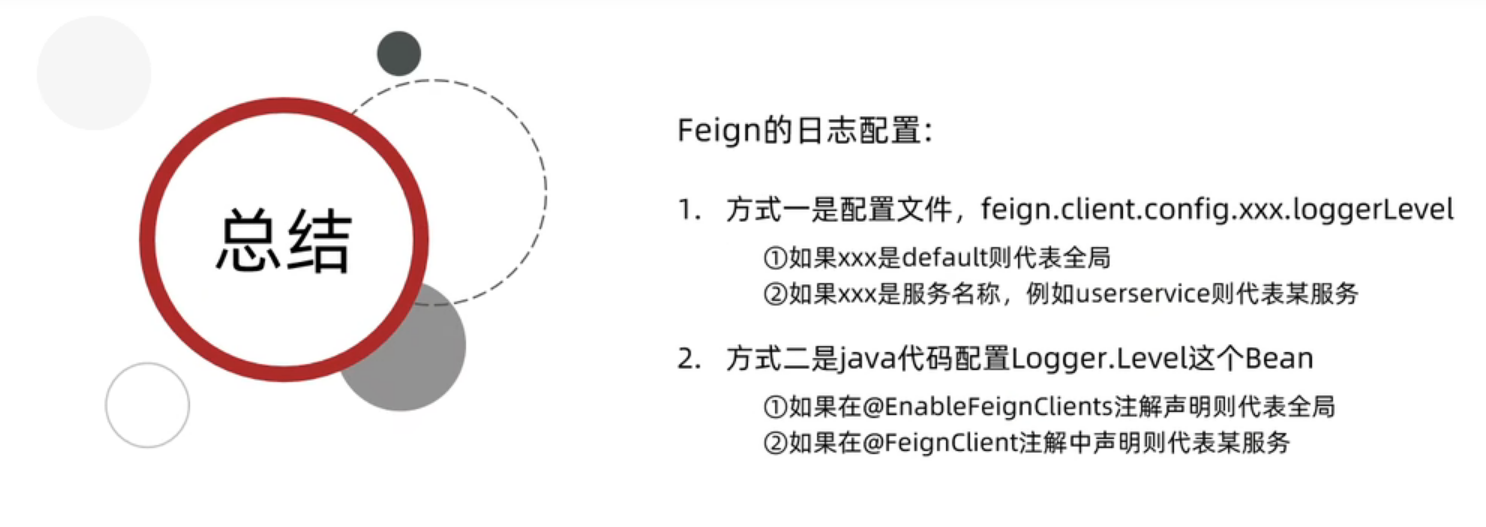 总结
Feign的日志配置：
1. 方式一是配置文件，feign.client.config.xxx.loggerLevel
①如果xxx是default则代表全局
②如果xxx是服务名称，例如userservice则代表某服务
2. 方式二是java代码配置Logger.Level这个Bean
①如果在@EnableFeignClients注解声明则代表全局
②如果在@FeignClient注解中声明则代表某服务